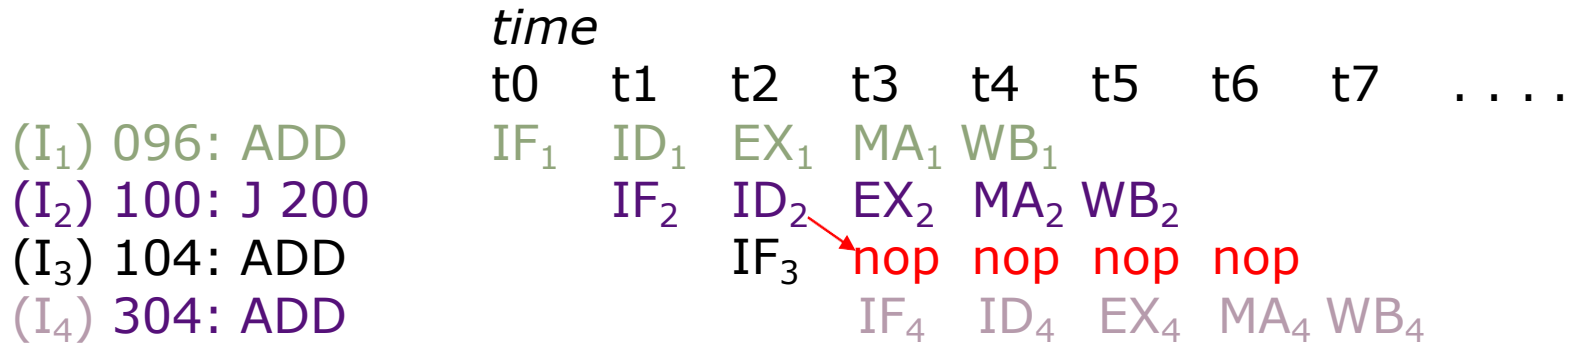 time
t0 t1 t2 t3 t4 t5 t6 t7 . . . .
(I₁) 096: ADD IF₁ ID₁ EX₁ MA₁ WB₁
(I₂) 100: J 200 IF₂ ID₂ EX₂ MA₂ WB₂
(I₃) 104: ADD IF₃ nop nop nop nop
(I₄) 304: ADD IF₄ ID₄ EX₄ MA₄ WB₄